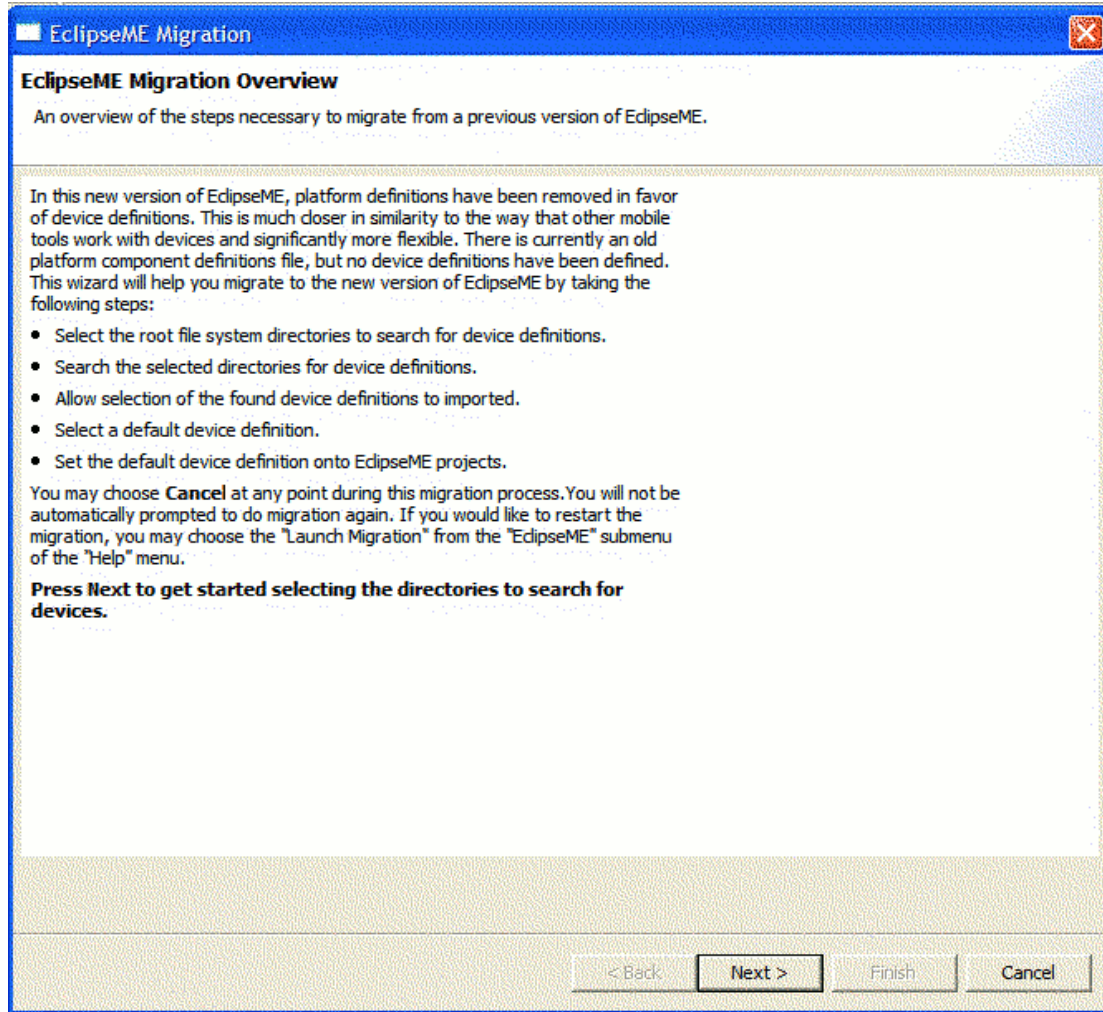 EclipseME Migration
EclipseME Migration Overview
An overview of the steps necessary to migrate from a previous version of EclipseME.
In this new version of EclipseME, platform definitions have been removed in favor
of device definitions. This is much closer in similarity to the way that other mobile
tools work with devices and significantly more flexible. There is currently an old
platform component definitions file, but no device definitions have been defined.
This wizard will help you migrate to the new version of EclipseME by taking the
following steps:
• Select the root file system directories to search for device definitions.
• Search the selected directories for device definitions.
• Allow selection of the found device definitions to imported.
• Select a default device definition.
• Set the default device definition onto EclipseME projects.
You may choose Cancel at any point during this migration process.You will not be
automatically prompted to do migration again. If you would like to restart the
migration, you may choose the "Launch Migration" from the "EclipseME" submenu
of the "Help" menu.
Press Next to get started selecting the directories to search for
devices.
< Back Next > Finish Cancel